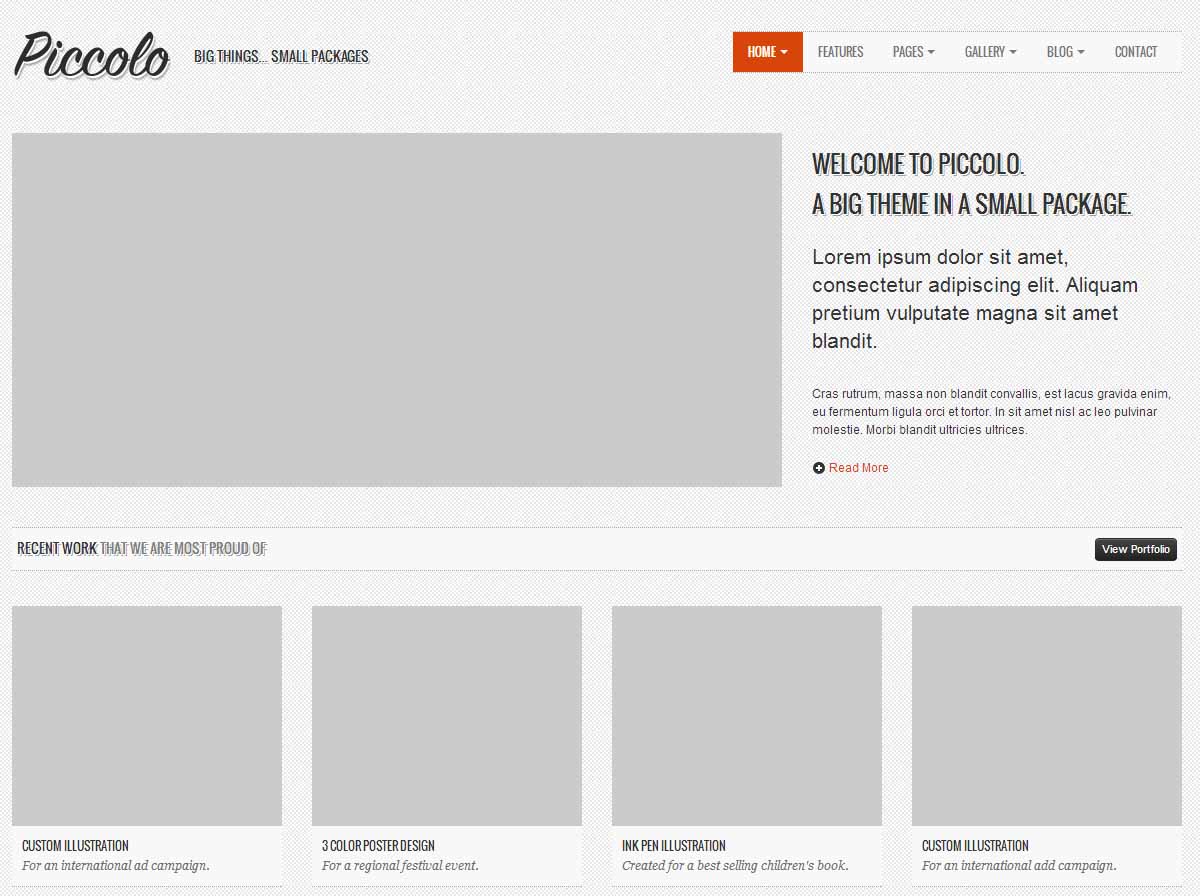 Piccolo
BIG THINGS... SMALL PACKAGES
HOME
FEATURES
PAGES
GALLERY
BLOG
CONTACT
WELCOME TO PICCOLO.
A BIG THEME IN A SMALL PACKAGE.
Lorem ipsum dolor sit amet,
consectetur adipiscing elit. Aliquam
pretium vulputate magna sit amet
blandit.
Cras rutrum, massa non blandit convallis, est lacus gravida enim,
eu fermentum ligula orci et tortor. In sit amet nisl ac leo pulvinar
molestie. Morbi blandit ultricies ultrices.
Read More
RECENT WORK THAT WE ARE MOST PROUD OF
View Portfolio
CUSTOM ILLUSTRATION
For an international ad campaign.
3 COLOR POSTER DESIGN
For a regional festival event.
INK PEN ILLUSTRATION
Created for a best selling children's book.
CUSTOM ILLUSTRATION
For an international add campaign.